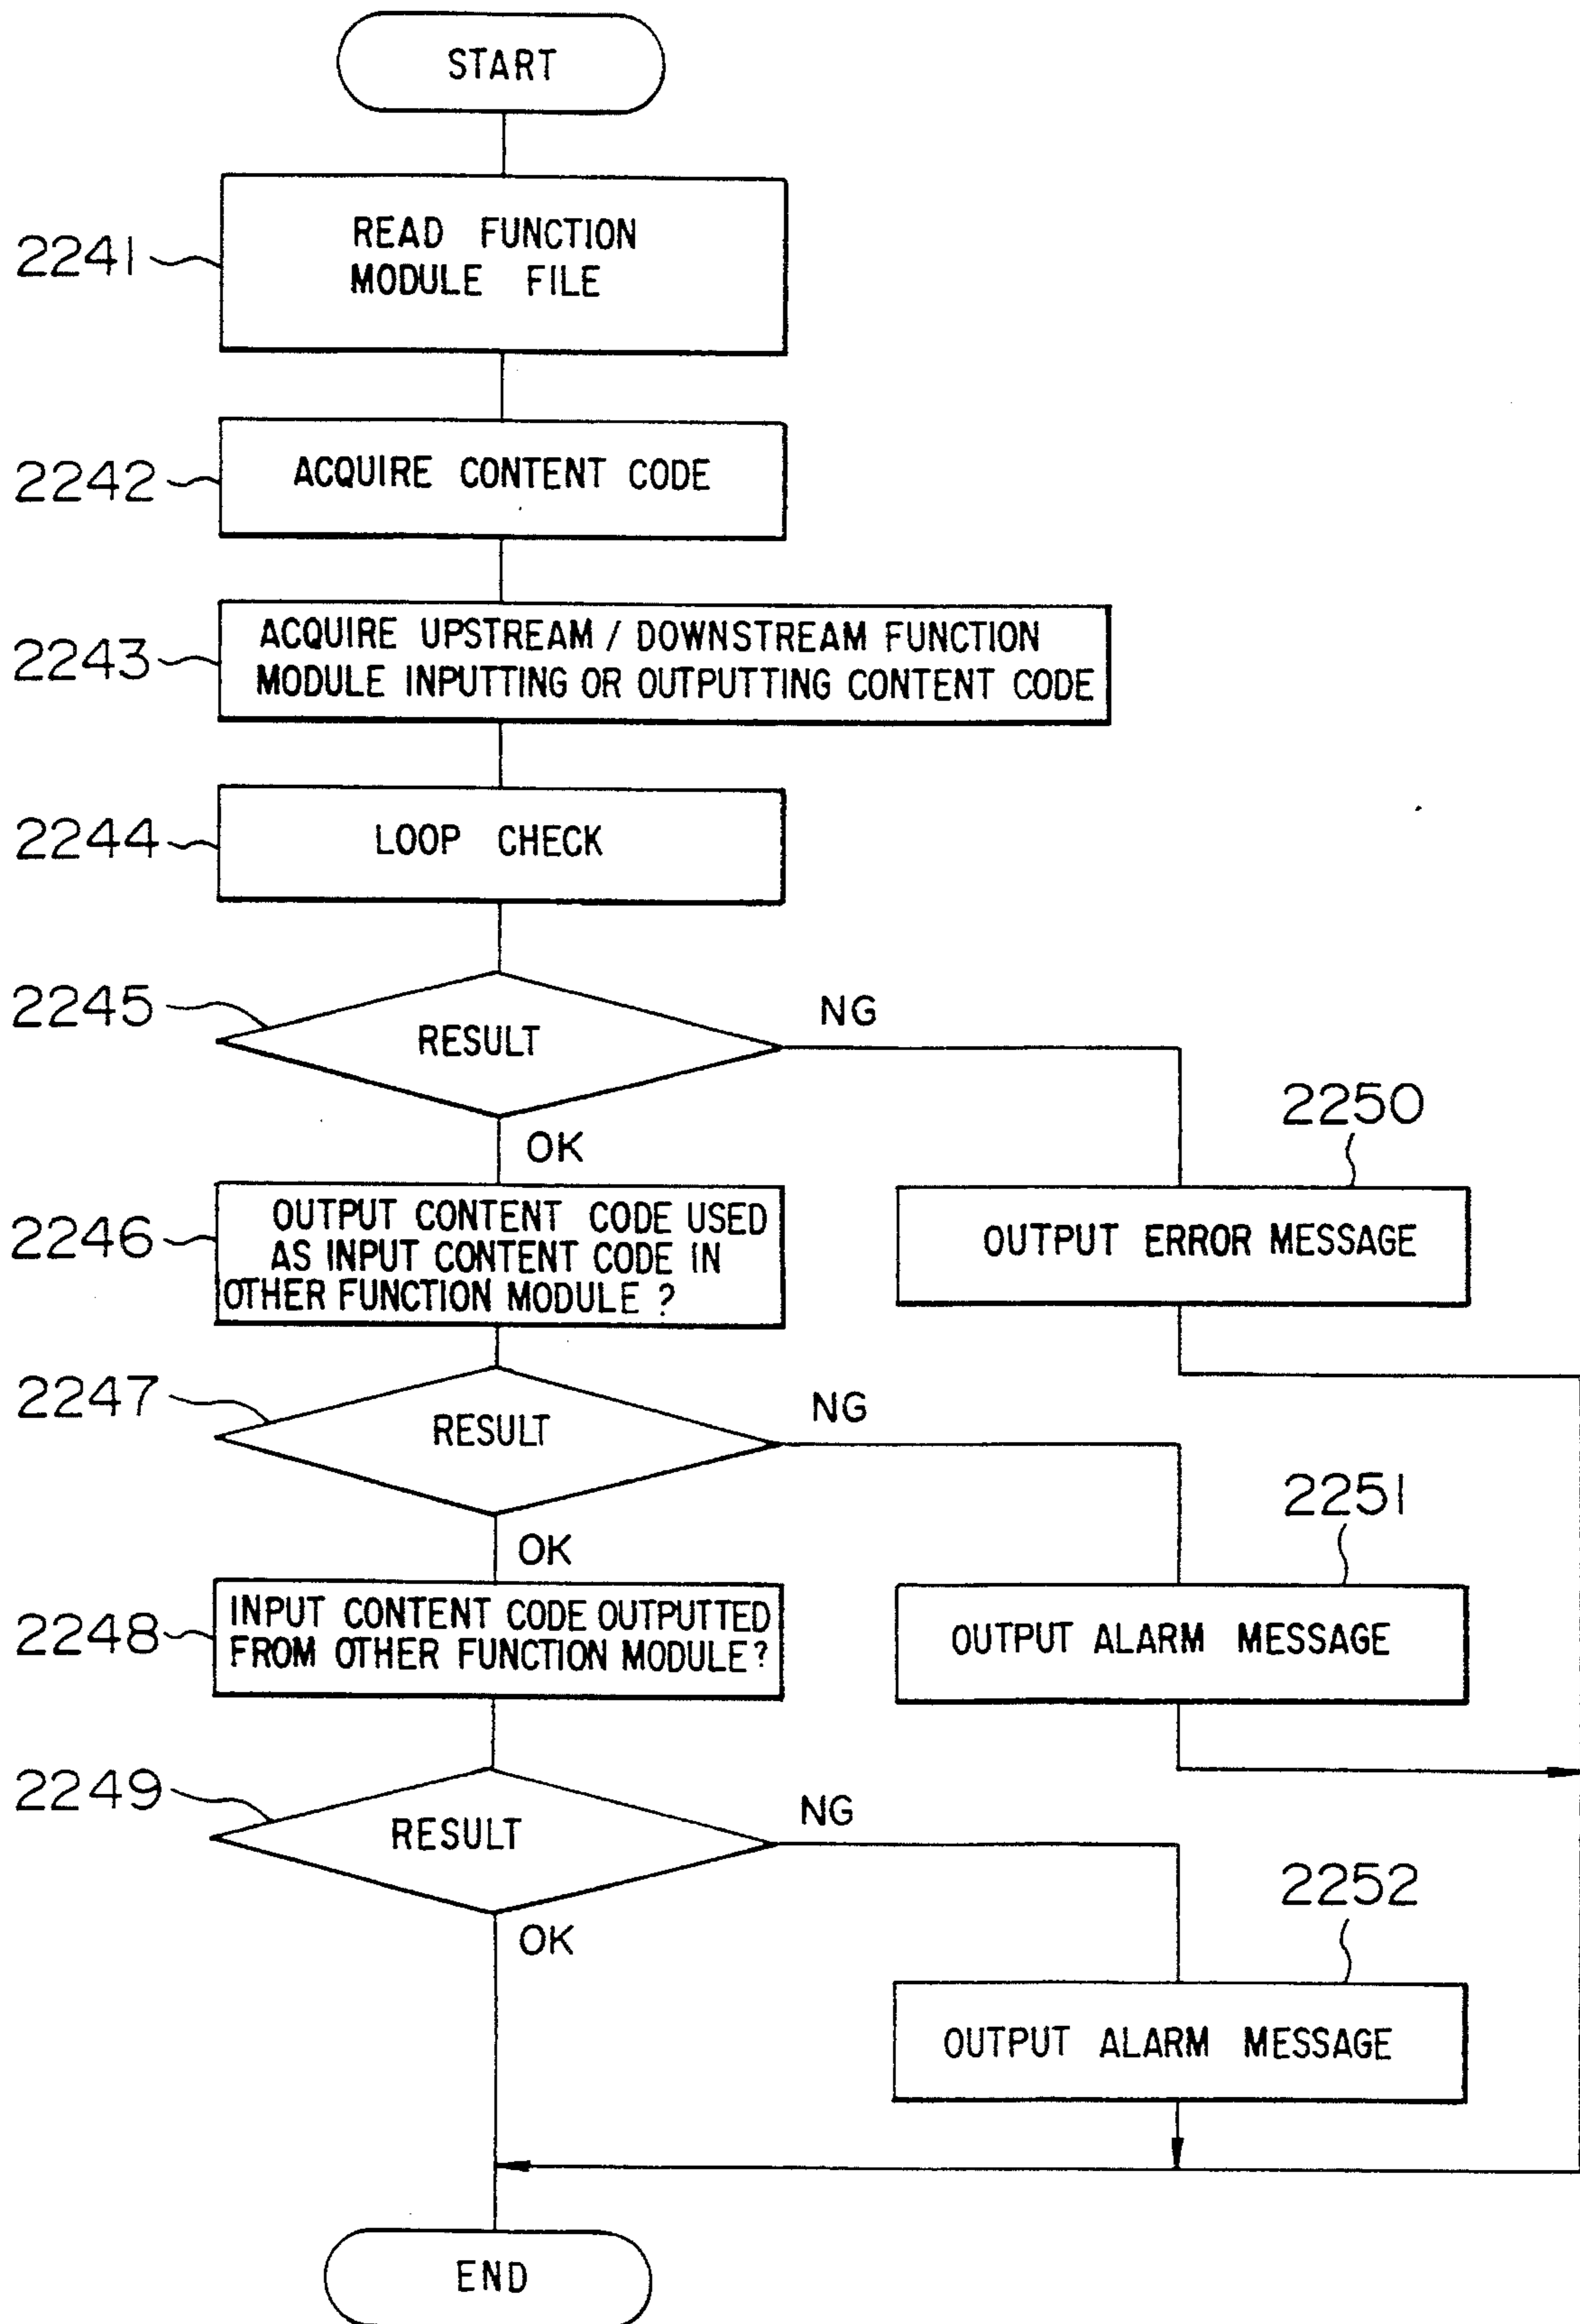 START
2241
READ FUNCTION
MODULE FILE
2242
ACQUIRE CONTENT CODE
2243
ACQUIRE UPSTREAM / DOWNSTREAM FUNCTION
MODULE INPUTTING OR OUTPUTTING CONTENT CODE
2244
LOOP CHECK
2245
RESULT
NG
OK
2250
OUTPUT ERROR MESSAGE
2246
OUTPUT CONTENT CODE USED
AS INPUT CONTENT CODE IN
OTHER FUNCTION MODULE ?
2247
RESULT
NG
OK
2251
OUTPUT ALARM MESSAGE
2248
INPUT CONTENT CODE OUTPUTTED
FROM OTHER FUNCTION MODULE?
2249
RESULT
NG
OK
2252
OUTPUT ALARM MESSAGE
END